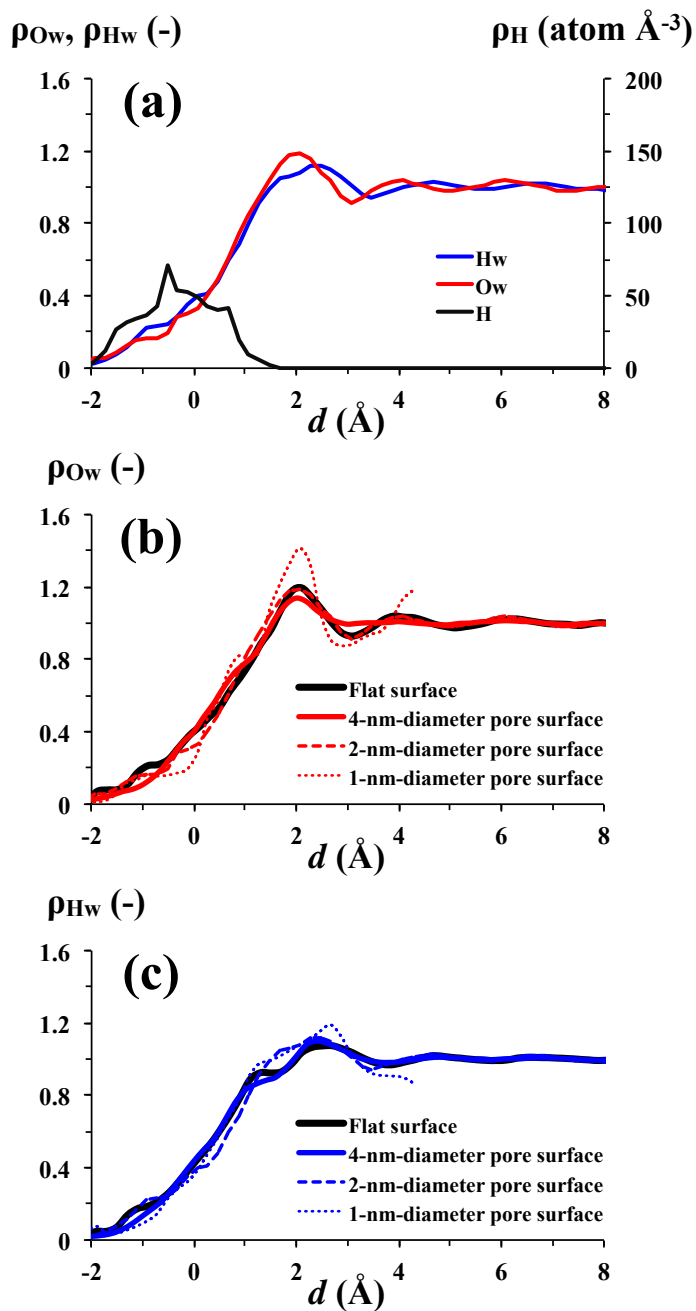 ρOw, ρHw (-) ρH (atom Å-3)
1.6 200
(a)
1.2 150
0.8 100
Hw
Ow
H
0.4 50
0 0
-2 0 2 4 6 8
d (Å)
ρOw (-)
1.6
(b)
1.2
0.8
Flat surface
4-nm-diameter pore surface
0.4
2-nm-diameter pore surface
1-nm-diameter pore surface
0
-2 0 2 4 6 8
d (Å)
ρHw (-)
1.6
(c)
1.2
0.8
Flat surface
4-nm-diameter pore surface
0.4
2-nm-diameter pore surface
1-nm-diameter pore surface
0
-2 0 2 4 6 8
d (Å)